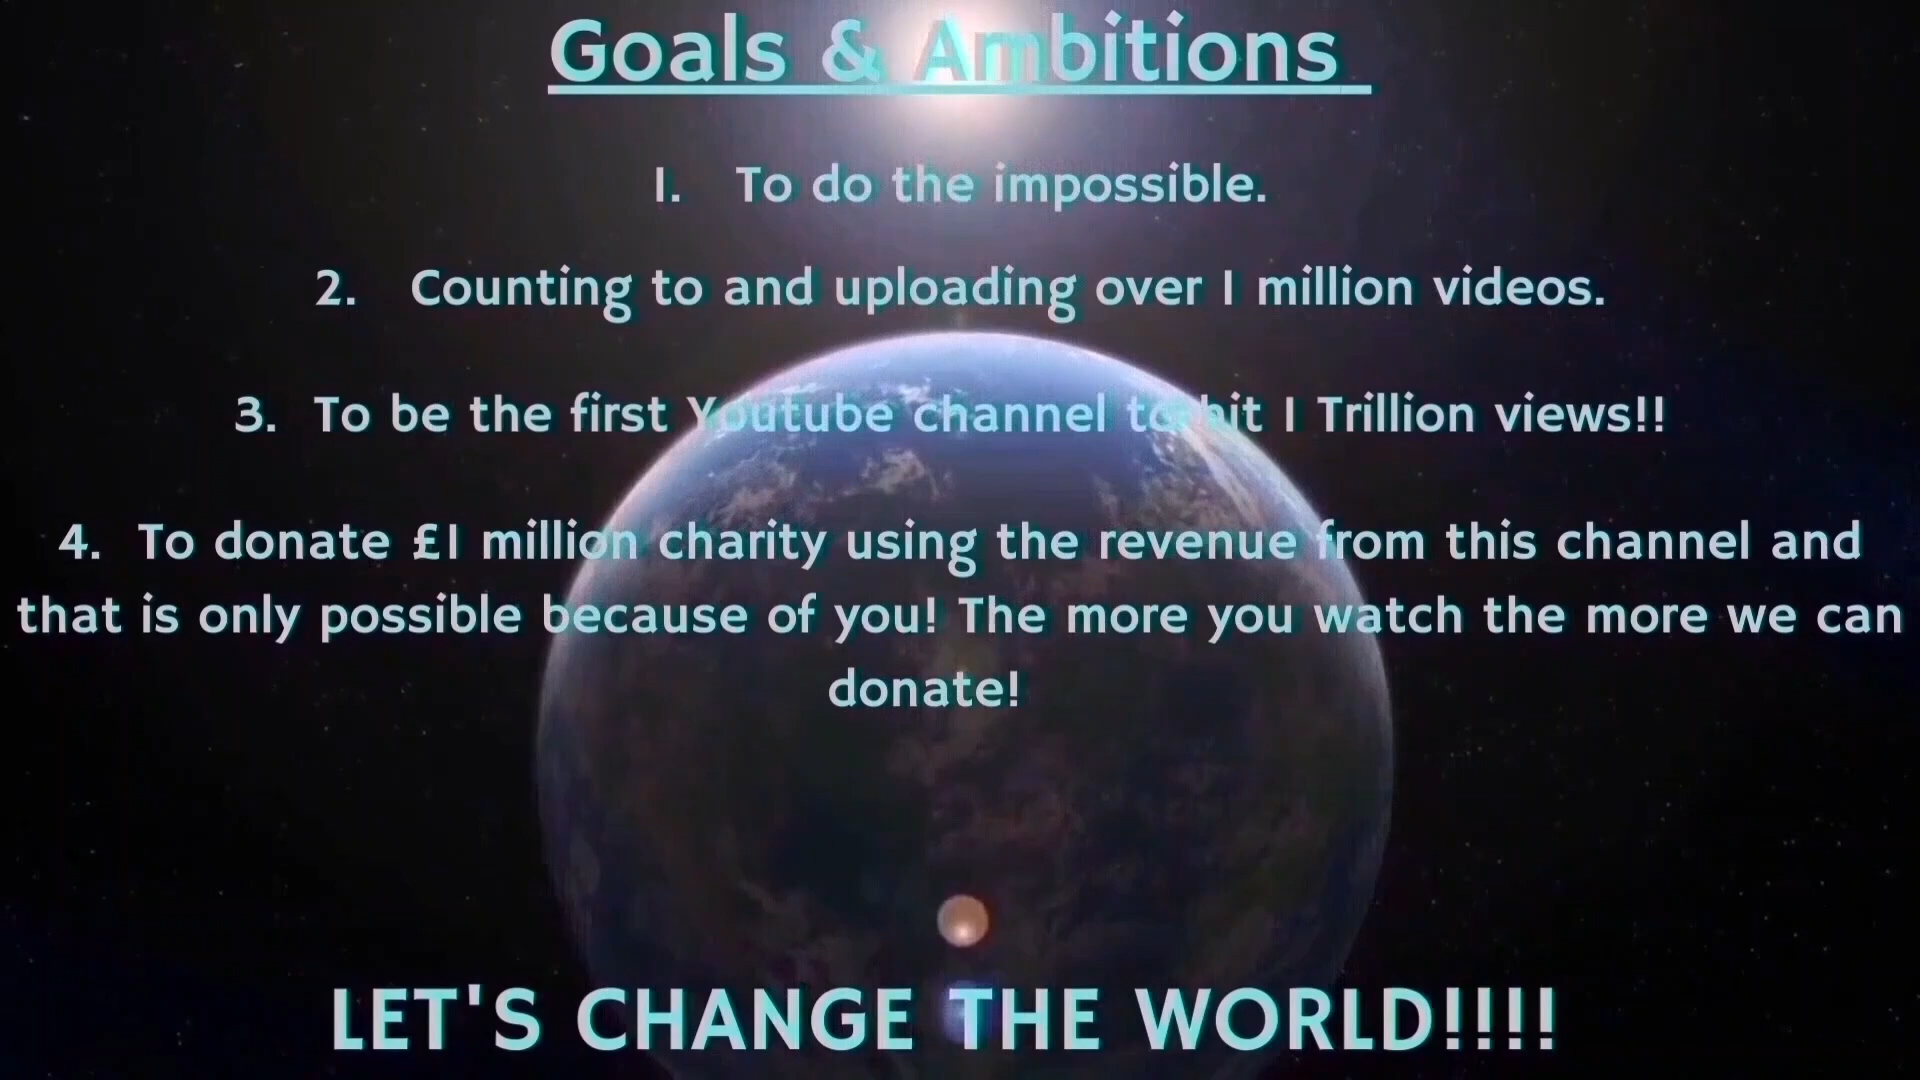 Goals & Ambitions
1. To do the impossible.
2. Counting to and uploading over 1 million videos.
3. To be the first Youtube channel to hit 1 Trillion views!!
4. To donate £1 million charity using the revenue from this channel and
that is only possible because of you! The more you watch the more we can
donate!
LET'S CHANGE THE WORLD!!!!